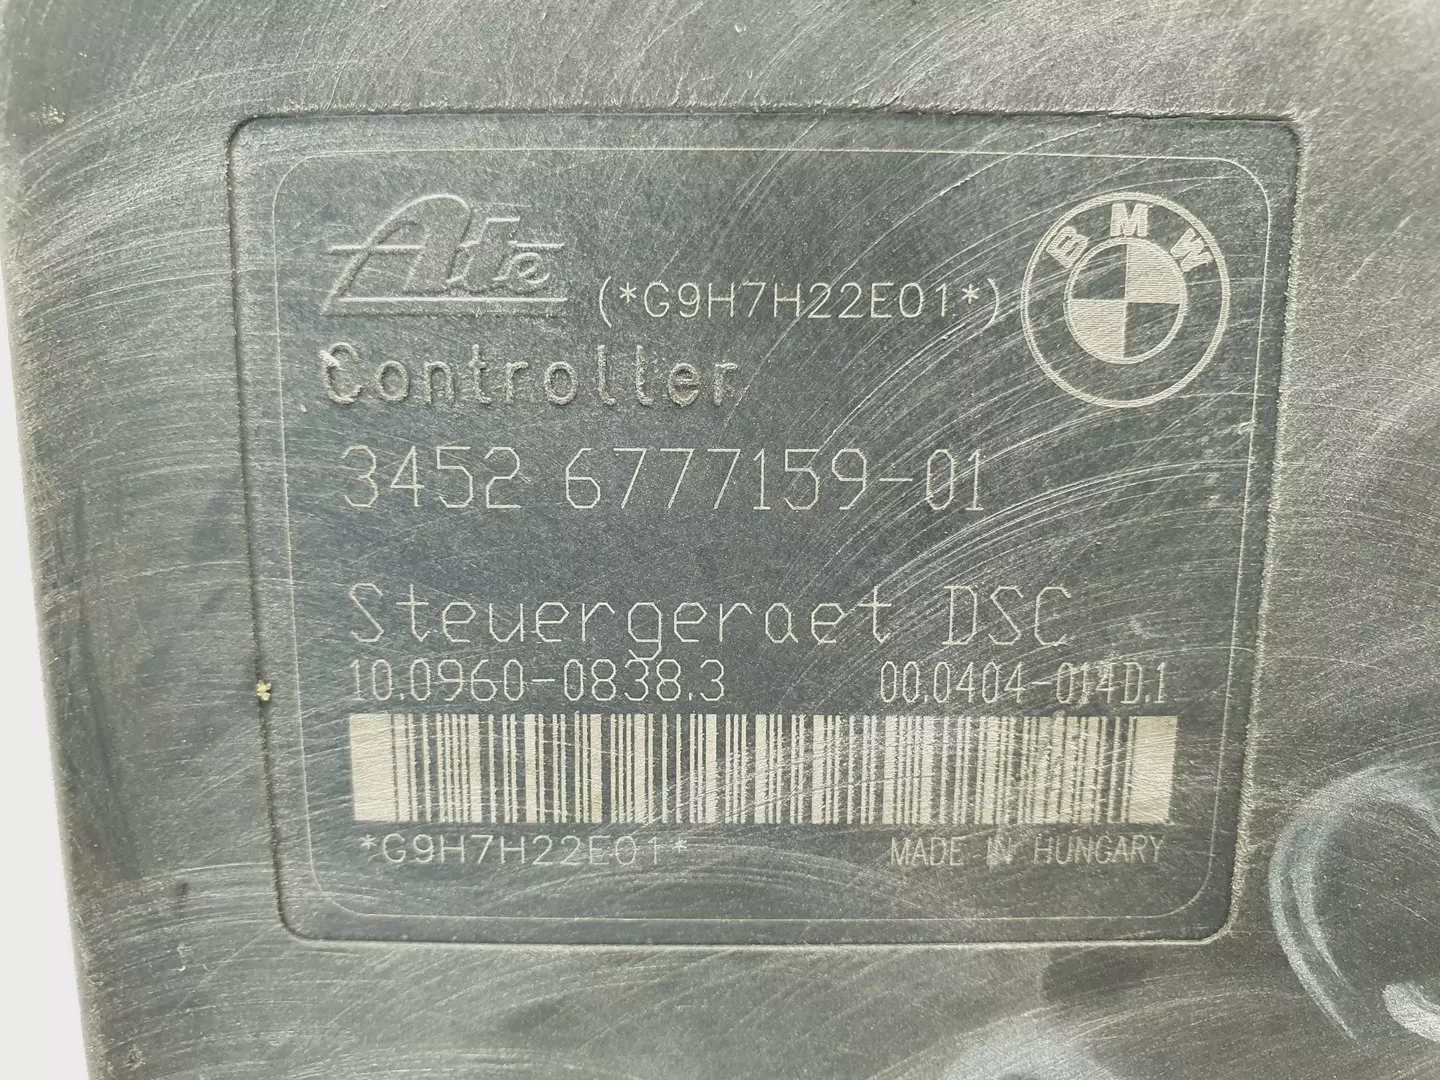 Ate (*G9H7H22E01*) BMW
Controller
3452 6777159-01
Steuergeraet DSC
10.0960-0838.3 00.0404-014D.1
*G9H7H22E01* MADE IN HUNGARY